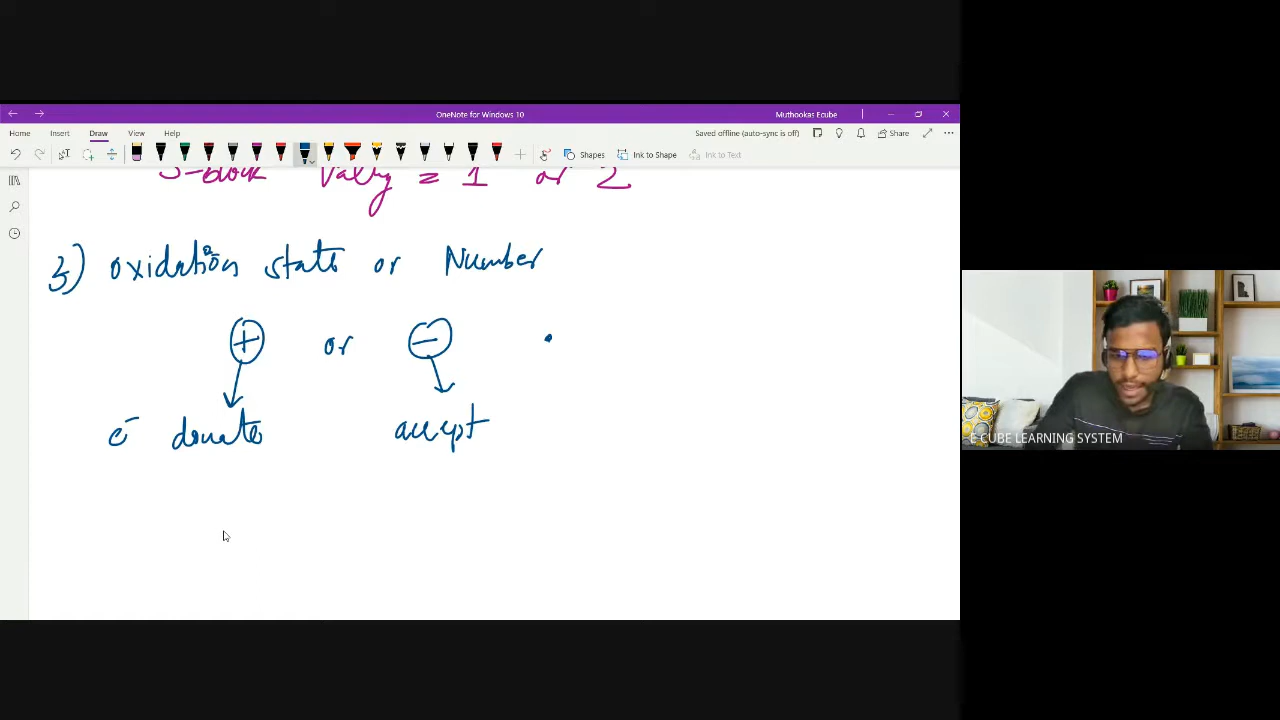 OneNote for Windows 10
Muthookas Ecube
Home Insert Draw View Help
Saved offline (auto-sync is off) Share
Shapes Ink to Shape Ink to Text
S-block Valency = 1 or 2
3) oxidation state or Number
+ or −
e⁻ donate accept
E CUBE LEARNING SYSTEM